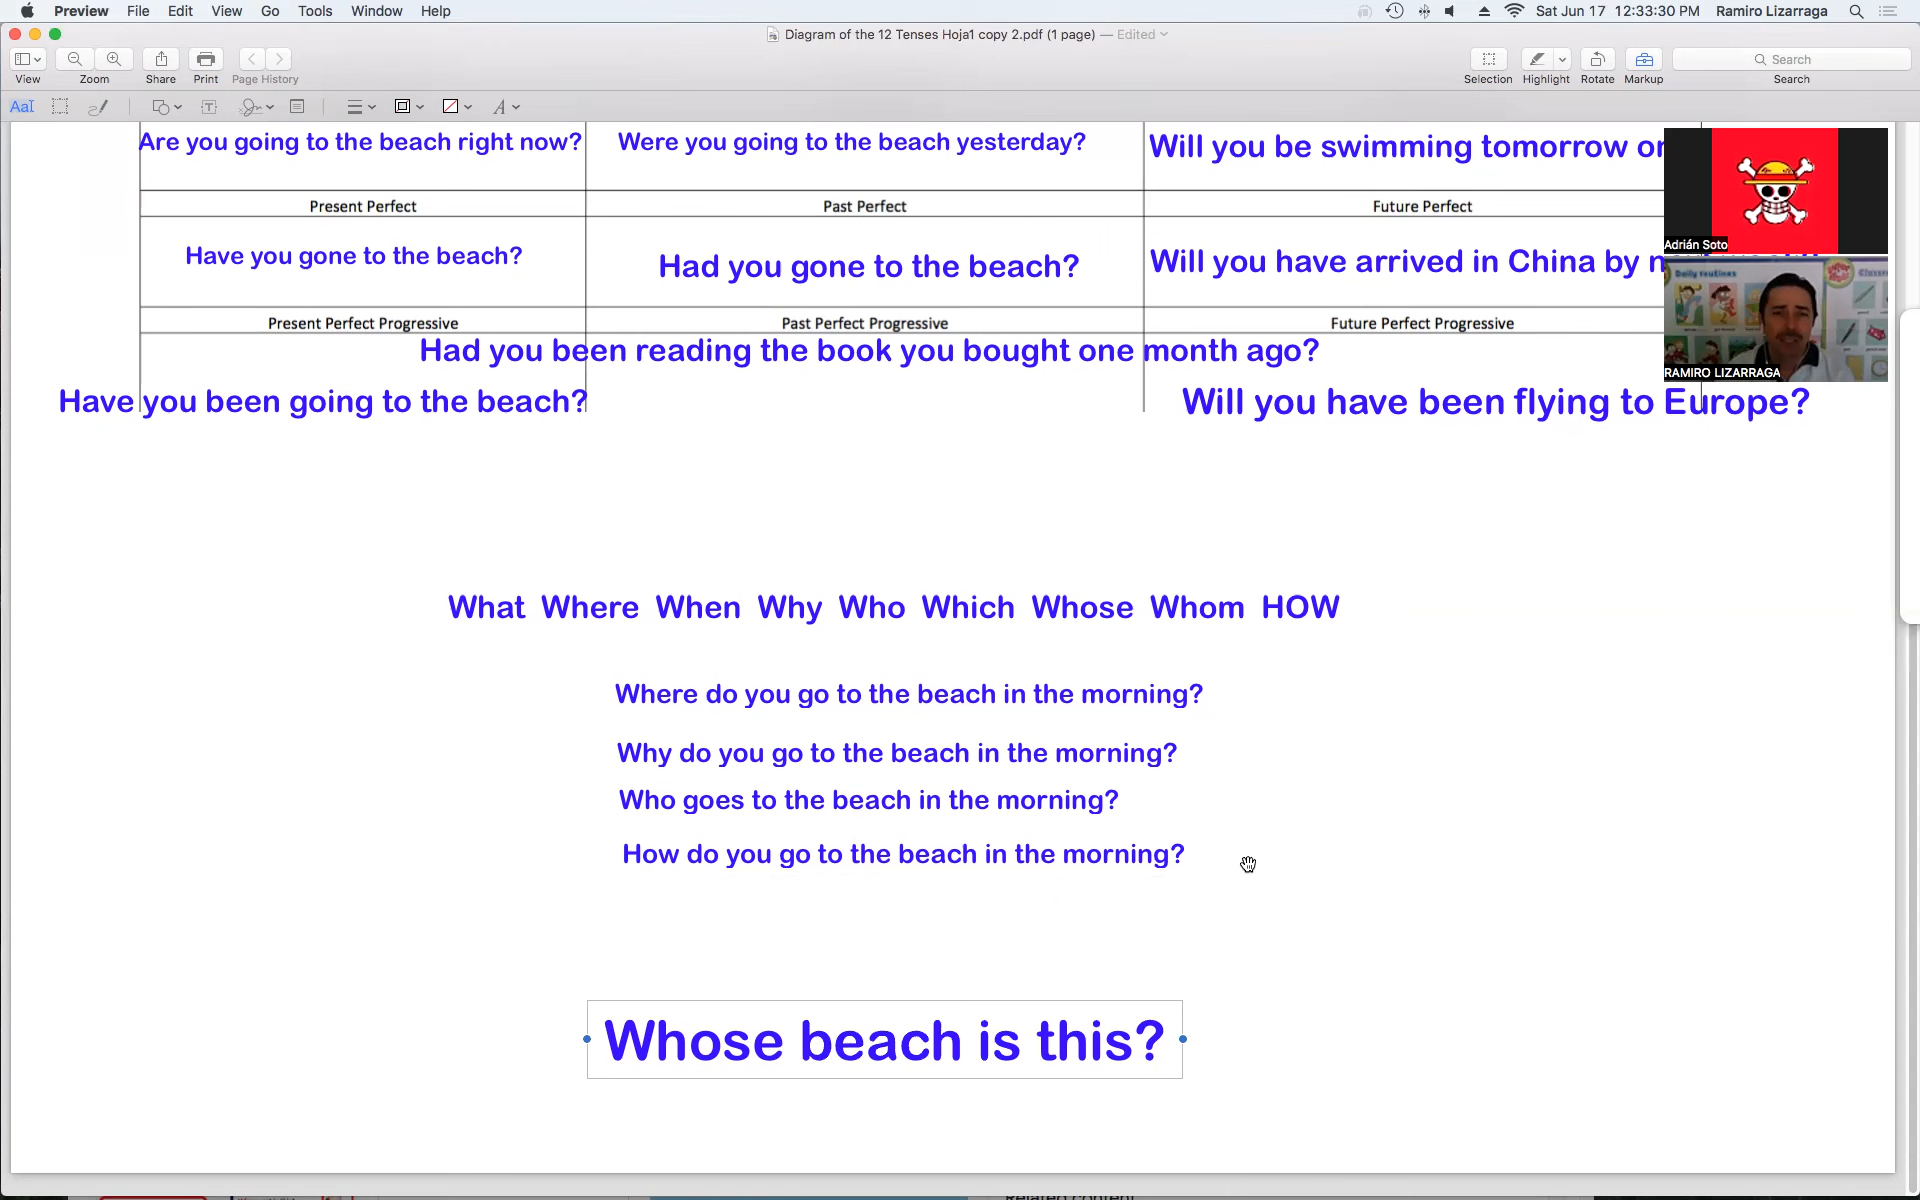 Preview File Edit View Go Tools Window Help Sat Jun 17 12:33:30 PM Ramiro Lizarraga
Diagram of the 12 Tenses Hoja1 copy 2.pdf (1 page) — Edited
Search
View Zoom Share Print Page History Selection Highlight Rotate Markup Search
AaI A
Are you going to the beach right now? Were you going to the beach yesterday? Will you be swimming tomorrow
Adrián Soto
Present Perfect Past Perfect Future Perfect
Have you gone to the beach? Had you gone to the beach? Will you have arrived in China by
Daily routines
RAMIRO LIZARRAGA
Present Perfect Progressive Past Perfect Progressive Future Perfect Progressive
Had you been reading the book you bought one month ago?
Have you been going to the beach? Will you have been flying to Europe?
What Where When Why Who Which Whose Whom HOW
Where do you go to the beach in the morning?
Why do you go to the beach in the morning?
Who goes to the beach in the morning?
How do you go to the beach in the morning?
Whose beach is this?
Related content